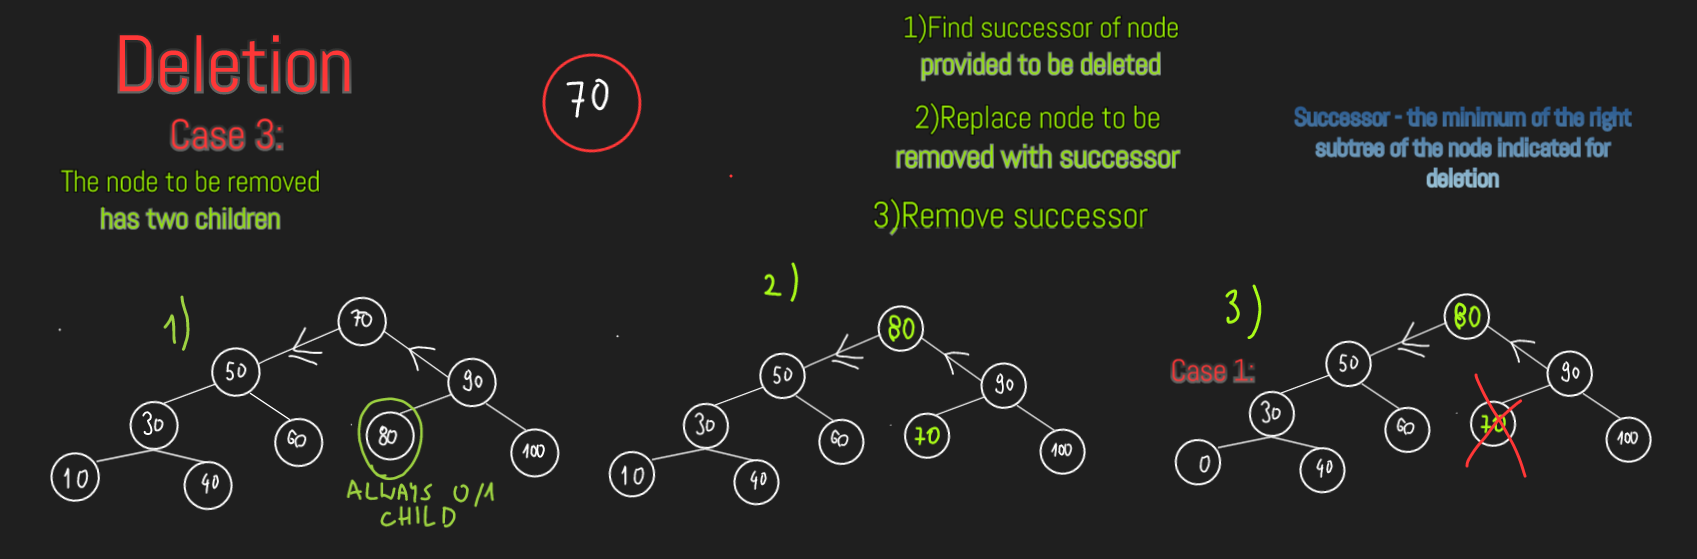 Deletion
Case 3:
The node to be removed
has two children
70
1)Find successor of node
provided to be deleted
2)Replace node to be
removed with successor
3)Remove successor
Successor - the minimum of the right
subtree of the node indicated for
deletion
1)
70
50
90
30
60
80
100
10
40
ALWAYS 0/1
CHILD
2)
80
50
90
30
60
70
100
10
40
3)
Case 1:
80
50
90
30
60
70
100
0
40